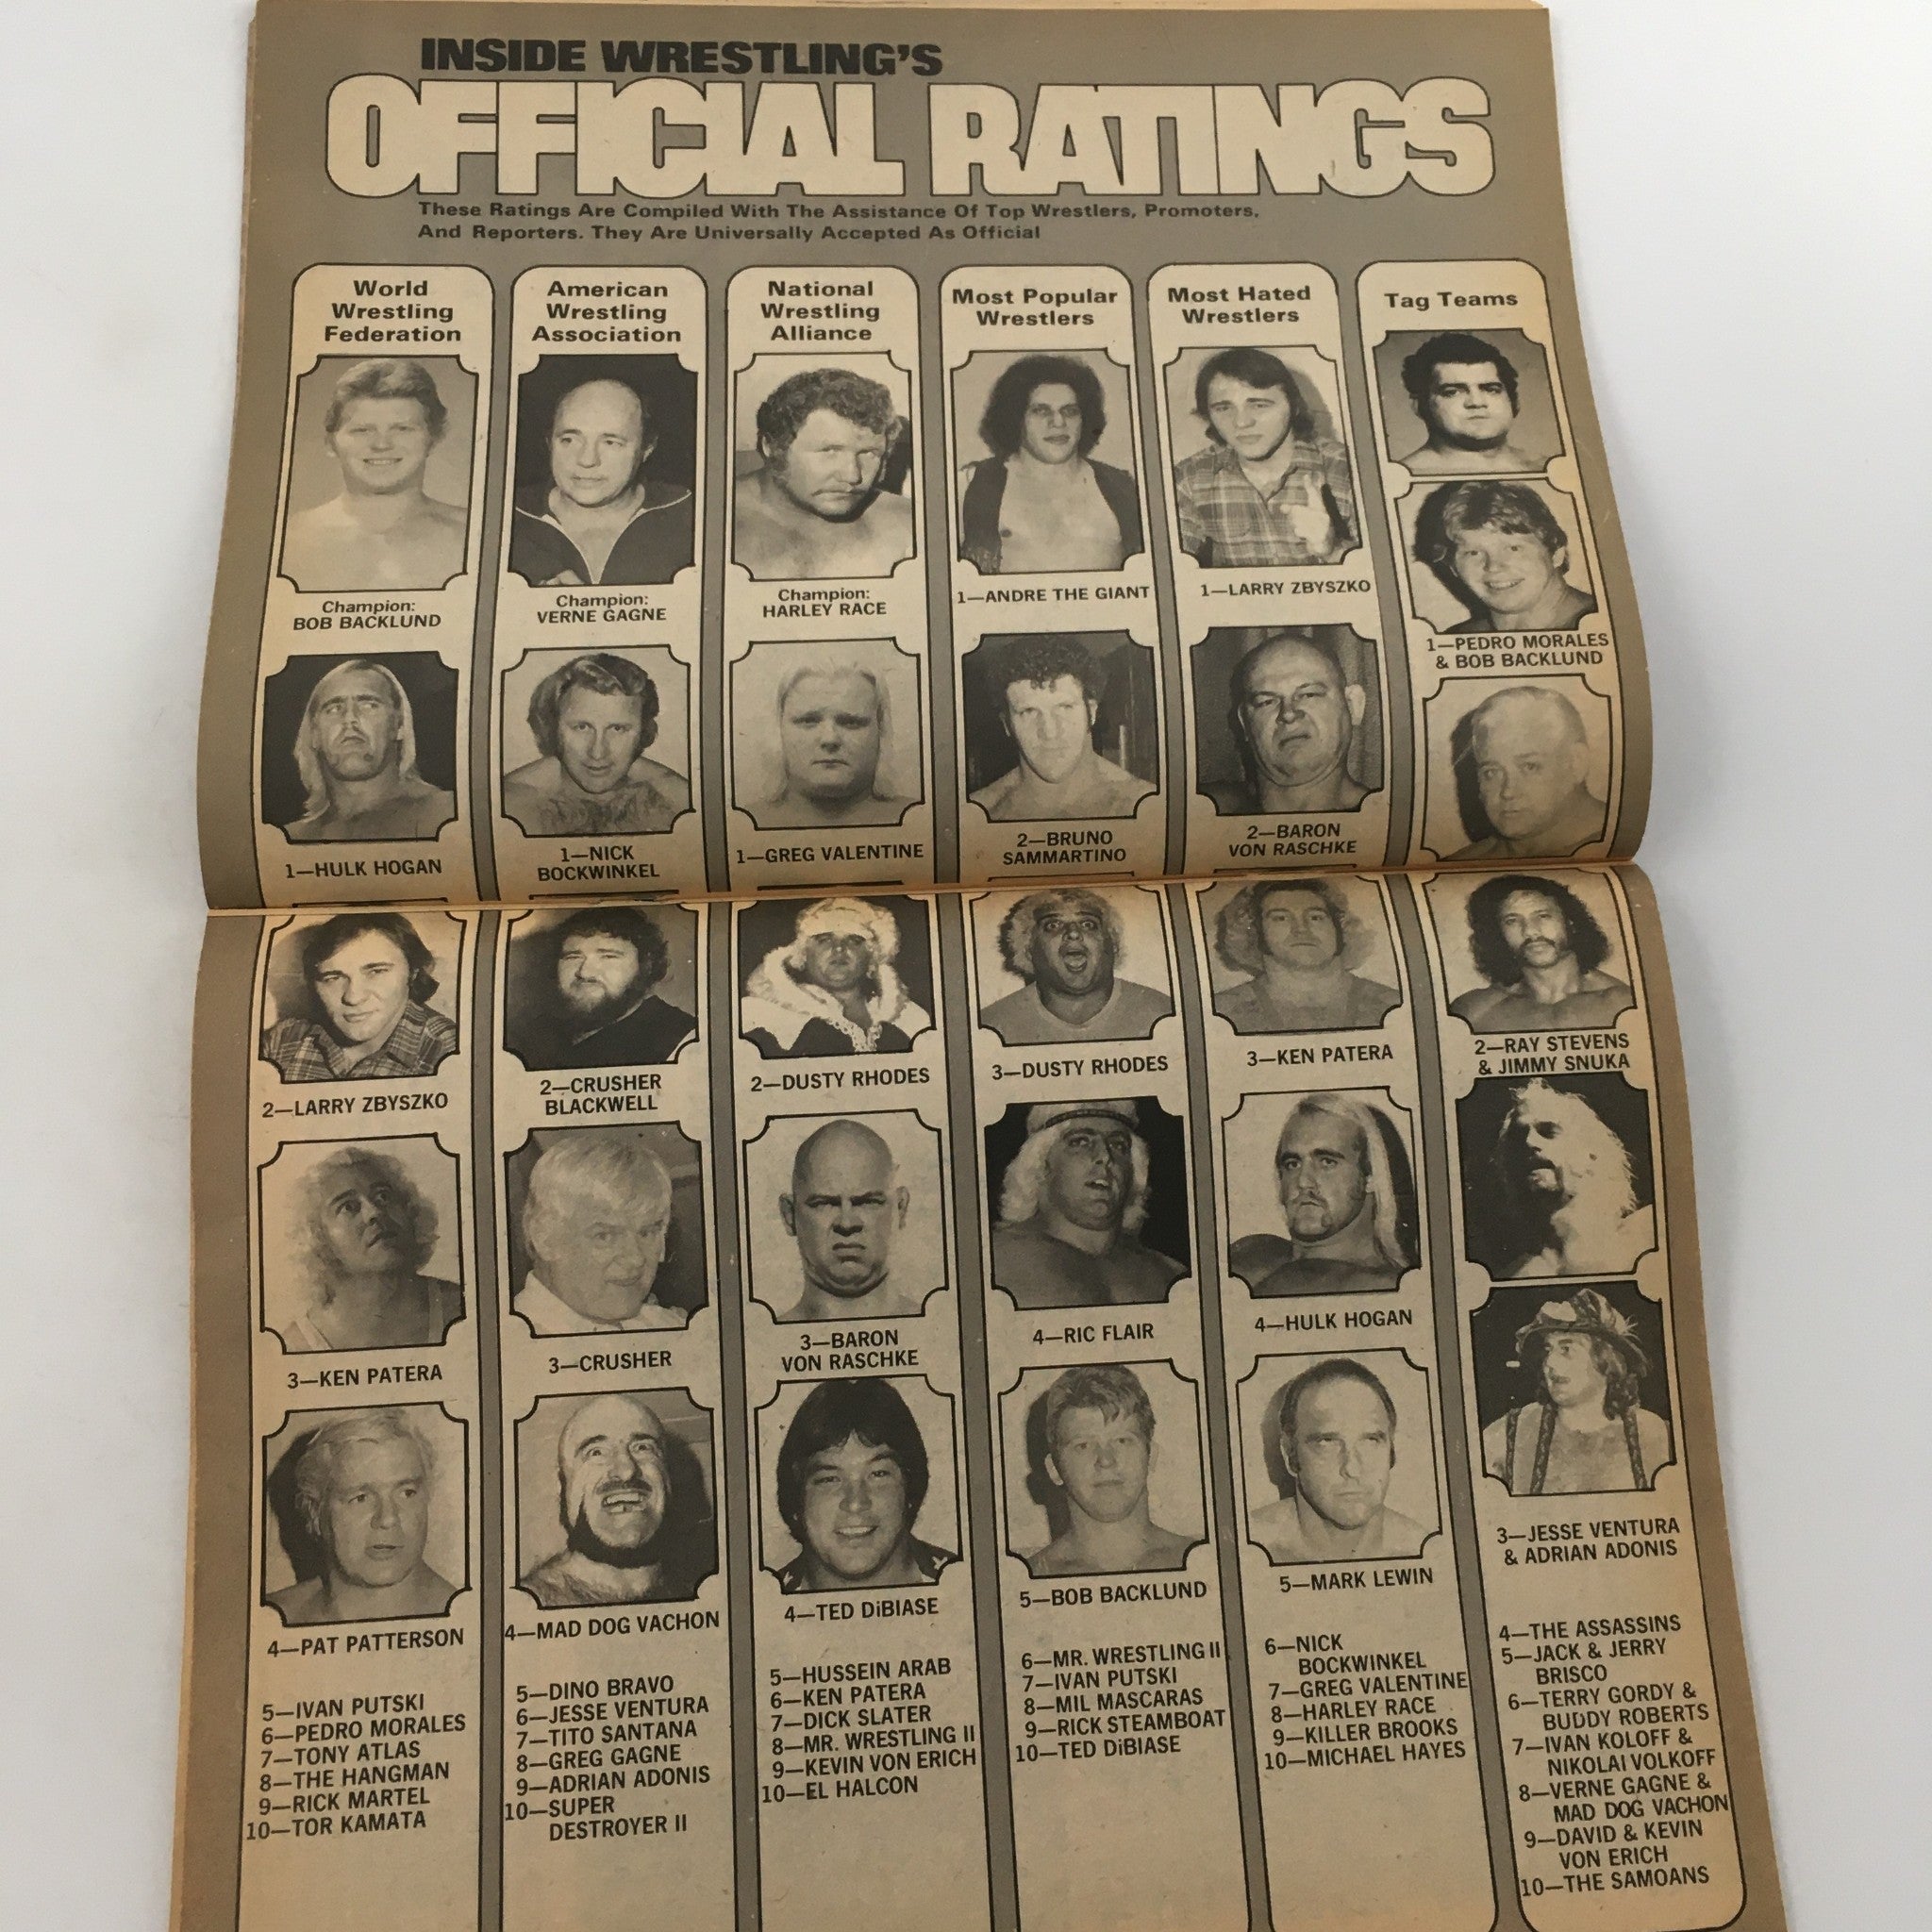 INSIDE WRESTLING'S
OFFICIAL RATINGS
These Ratings Are Compiled With The Assistance Of Top Wrestlers, Promoters,
And Reporters. They Are Universally Accepted As Official
World
Wrestling
Federation
Champion:
BOB BACKLUND
1—HULK HOGAN
2—LARRY ZBYSZKO
3—KEN PATERA
4—PAT PATTERSON
5—IVAN PUTSKI
6—PEDRO MORALES
7—TONY ATLAS
8—THE HANGMAN
9—RICK MARTEL
10—TOR KAMATA
American
Wrestling
Association
Champion:
VERNE GAGNE
1—NICK
BOCKWINKEL
2—CRUSHER
BLACKWELL
3—CRUSHER
4—MAD DOG VACHON
5—DINO BRAVO
6—JESSE VENTURA
7—TITO SANTANA
8—GREG GAGNE
9—ADRIAN ADONIS
10—SUPER
DESTROYER II
National
Wrestling
Alliance
Champion:
HARLEY RACE
1—GREG VALENTINE
2—DUSTY RHODES
3—BARON
VON RASCHKE
4—TED DiBIASE
5—HUSSEIN ARAB
6—KEN PATERA
7—DICK SLATER
8—MR. WRESTLING II
9—KEVIN VON ERICH
10—EL HALCON
Most Popular
Wrestlers
1—ANDRE THE GIANT
2—BRUNO
SAMMARTINO
3—DUSTY RHODES
4—RIC FLAIR
5—BOB BACKLUND
6—MR. WRESTLING II
7—IVAN PUTSKI
8—MIL MASCARAS
9—RICK STEAMBOAT
10—TED DiBIASE
Most Hated
Wrestlers
1—LARRY ZBYSZKO
2—BARON
VON RASCHKE
3—KEN PATERA
4—HULK HOGAN
5—MARK LEWIN
6—NICK
BOCKWINKEL
7—GREG VALENTINE
8—HARLEY RACE
9—KILLER BROOKS
10—MICHAEL HAYES
Tag Teams
1—PEDRO MORALES
& BOB BACKLUND
2—RAY STEVENS
& JIMMY SNUKA
3—JESSE VENTURA
& ADRIAN ADONIS
4—THE ASSASSINS
5—JACK & JERRY
BRISCO
6—TERRY GORDY &
BUDDY ROBERTS
7—IVAN KOLOFF &
NIKOLAI VOLKOFF
8—VERNE GAGNE &
MAD DOG VACHON
9—DAVID & KEVIN
VON ERICH
10—THE SAMOANS